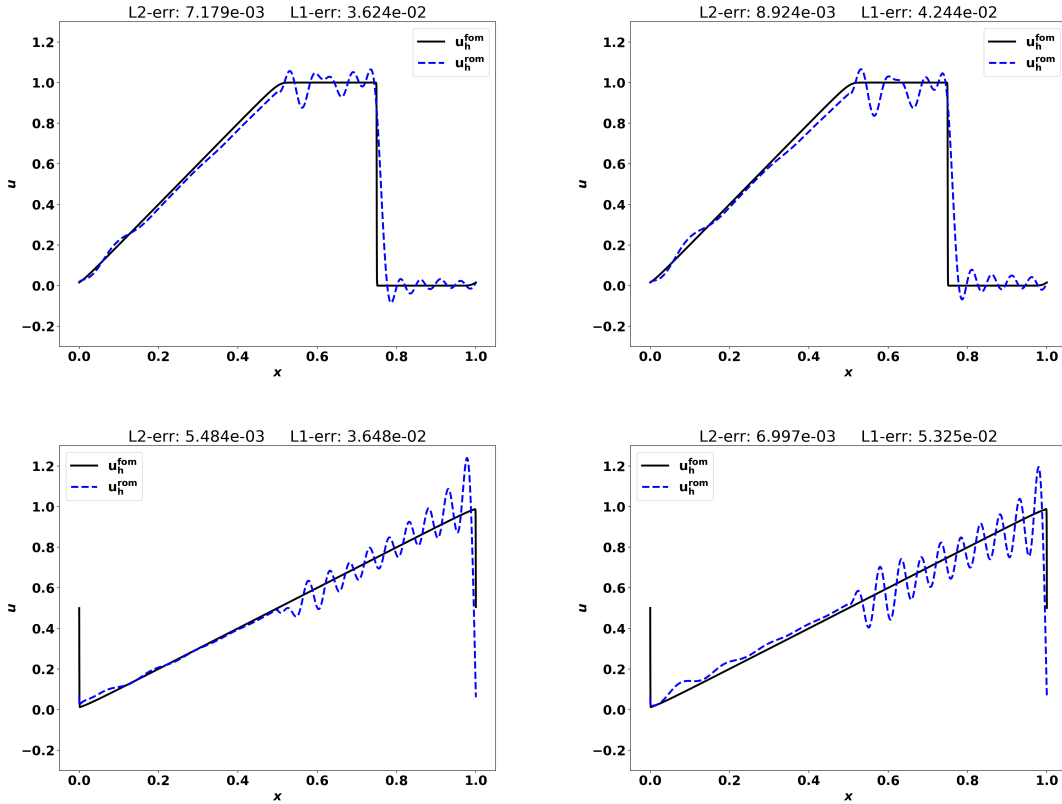 L2-err: 7.179e-03 L1-err: 3.624e-02
1.2
1.0
0.8
0.6
0.4
0.2
0.0
−0.2
u
u_h^fom
u_h^rom
0.0 0.2 0.4 0.6 0.8 1.0
x
L2-err: 8.924e-03 L1-err: 4.244e-02
1.2
1.0
0.8
0.6
0.4
0.2
0.0
−0.2
u
u_h^fom
u_h^rom
0.0 0.2 0.4 0.6 0.8 1.0
x
L2-err: 5.484e-03 L1-err: 3.648e-02
1.2
1.0
0.8
0.6
0.4
0.2
0.0
−0.2
u
u_h^fom
u_h^rom
0.0 0.2 0.4 0.6 0.8 1.0
x
L2-err: 6.997e-03 L1-err: 5.325e-02
1.2
1.0
0.8
0.6
0.4
0.2
0.0
−0.2
u
u_h^fom
u_h^rom
0.0 0.2 0.4 0.6 0.8 1.0
x